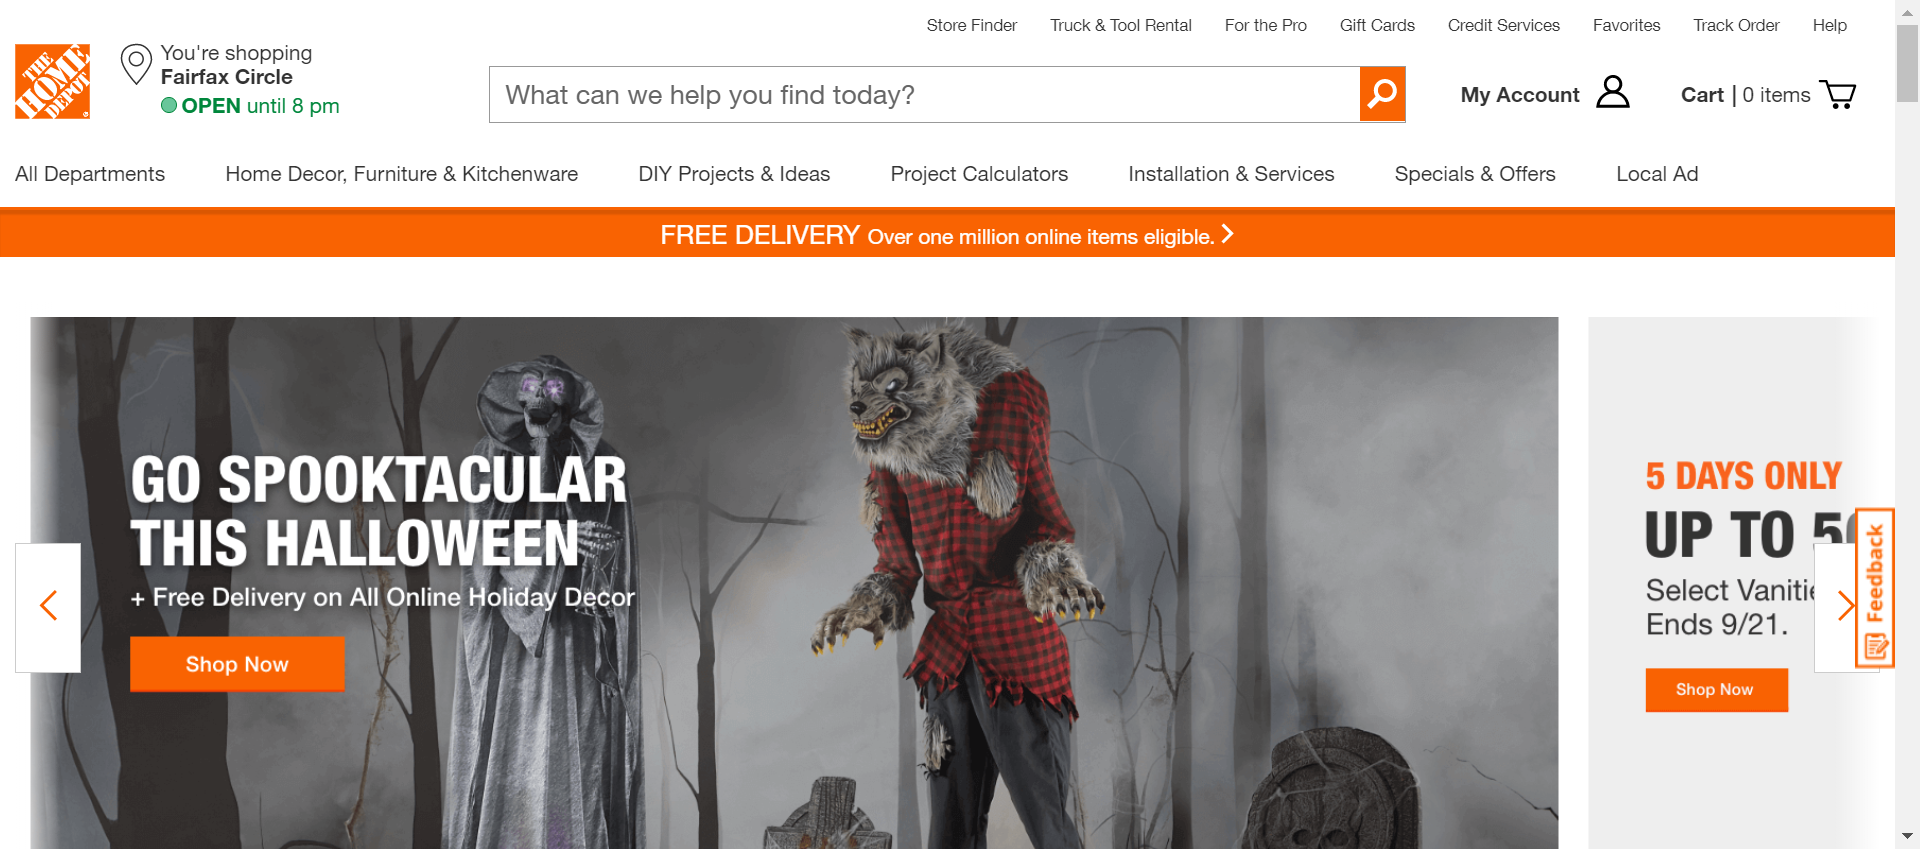 Store Finder Truck & Tool Rental For the Pro Gift Cards Credit Services Favorites Track Order Help
THE HOME DEPOT
You're shopping
Fairfax Circle
OPEN until 8 pm
What can we help you find today?
My Account
Cart | 0 items
All Departments Home Decor, Furniture & Kitchenware DIY Projects & Ideas Project Calculators Installation & Services Specials & Offers Local Ad
FREE DELIVERY Over one million online items eligible.
GO SPOOKTACULAR
THIS HALLOWEEN
+ Free Delivery on All Online Holiday Decor
Shop Now
5 DAYS ONLY
UP TO
Select
Ends 9/21.
Shop Now
Feedback